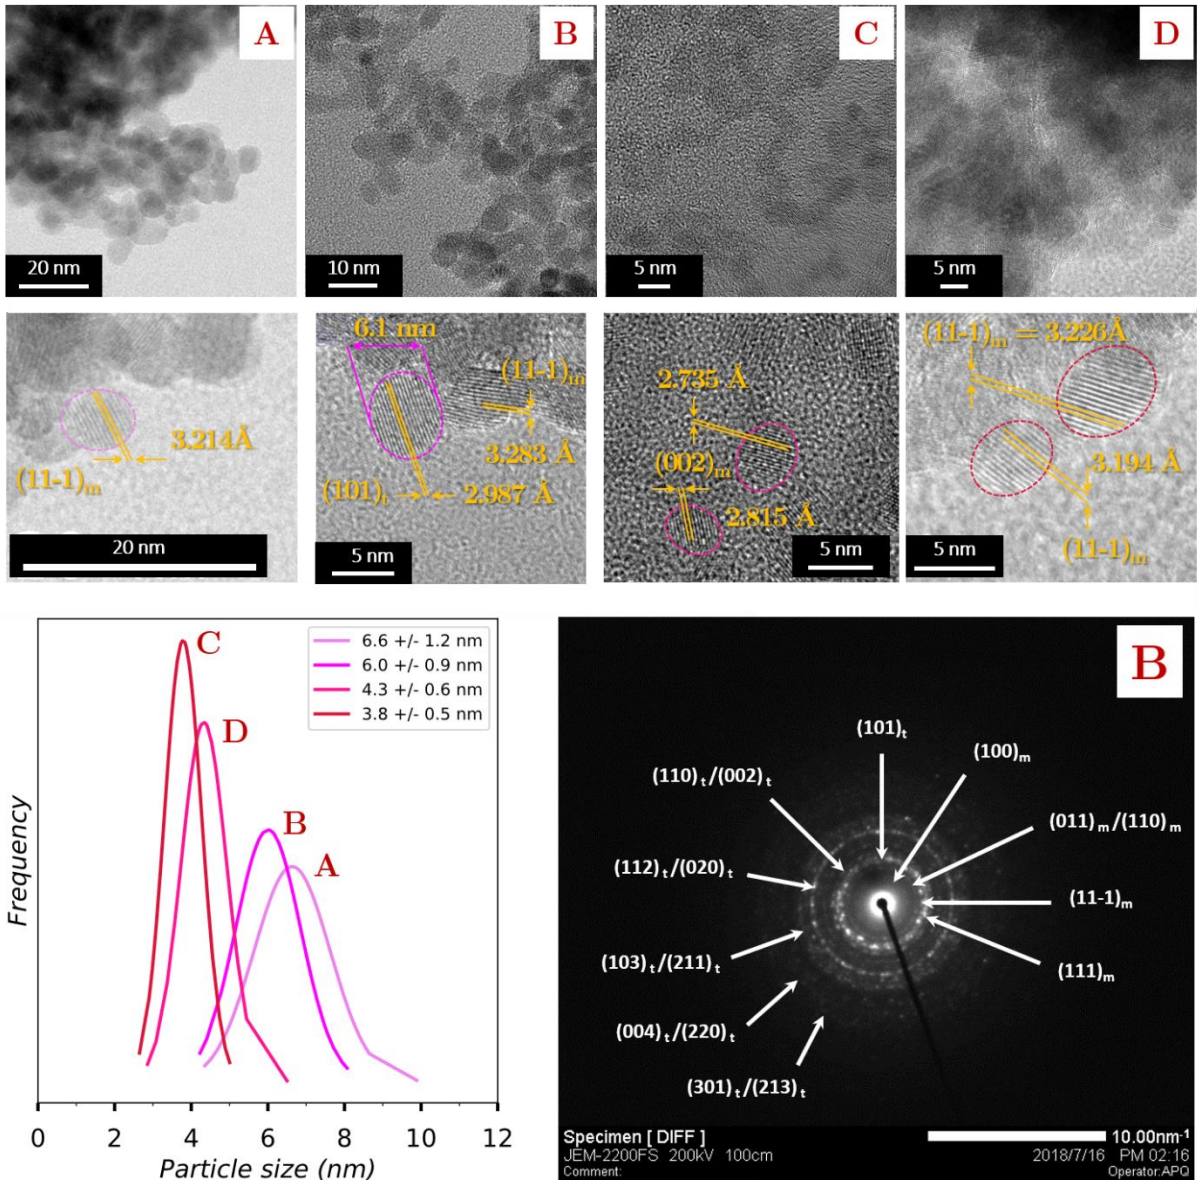 A
B
C
D
20 nm
10 nm
5 nm
5 nm
3.214Å
(11-1)m
20 nm
6.1 nm
(11-1)m
3.283 Å
(101)t
2.987 Å
5 nm
2.735 Å
(002)m
2.815 Å
5 nm
(11-1)m = 3.226Å
3.194 Å
(11-1)m
5 nm
C
D
B
A
6.6 +/- 1.2 nm
6.0 +/- 0.9 nm
4.3 +/- 0.6 nm
3.8 +/- 0.5 nm
Frequency
0 2 4 6 8 10 12
Particle size (nm)
B
(101)t
(100)m
(110)t/(002)t
(011)m/(110)m
(112)t/(020)t
(11-1)m
(103)t/(211)t
(111)m
(004)t/(220)t
(301)t/(213)t
Specimen [ DIFF ]
10.00nm-1
JEM-2200FS 200kV 100cm
2018/7/16 PM 02:16
Comment:
Operator:APQ